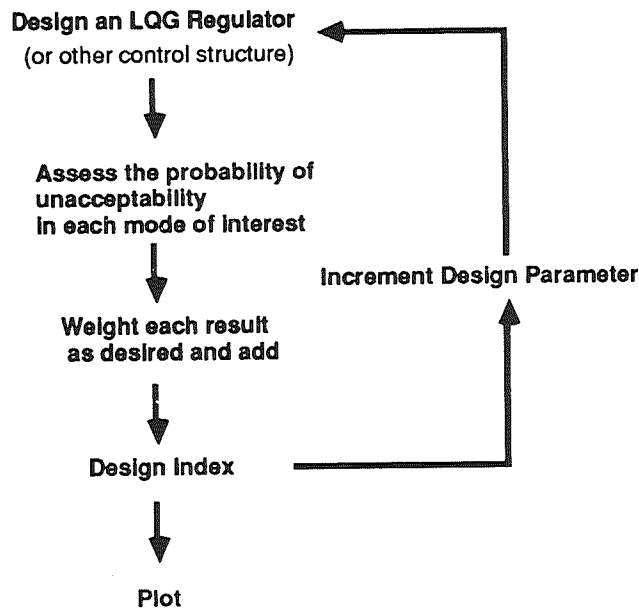 Design an LQG Regulator
(or other control structure)
Assess the probability of
unacceptability
in each mode of interest
Increment Design Parameter
Weight each result
as desired and add
Design Index
Plot